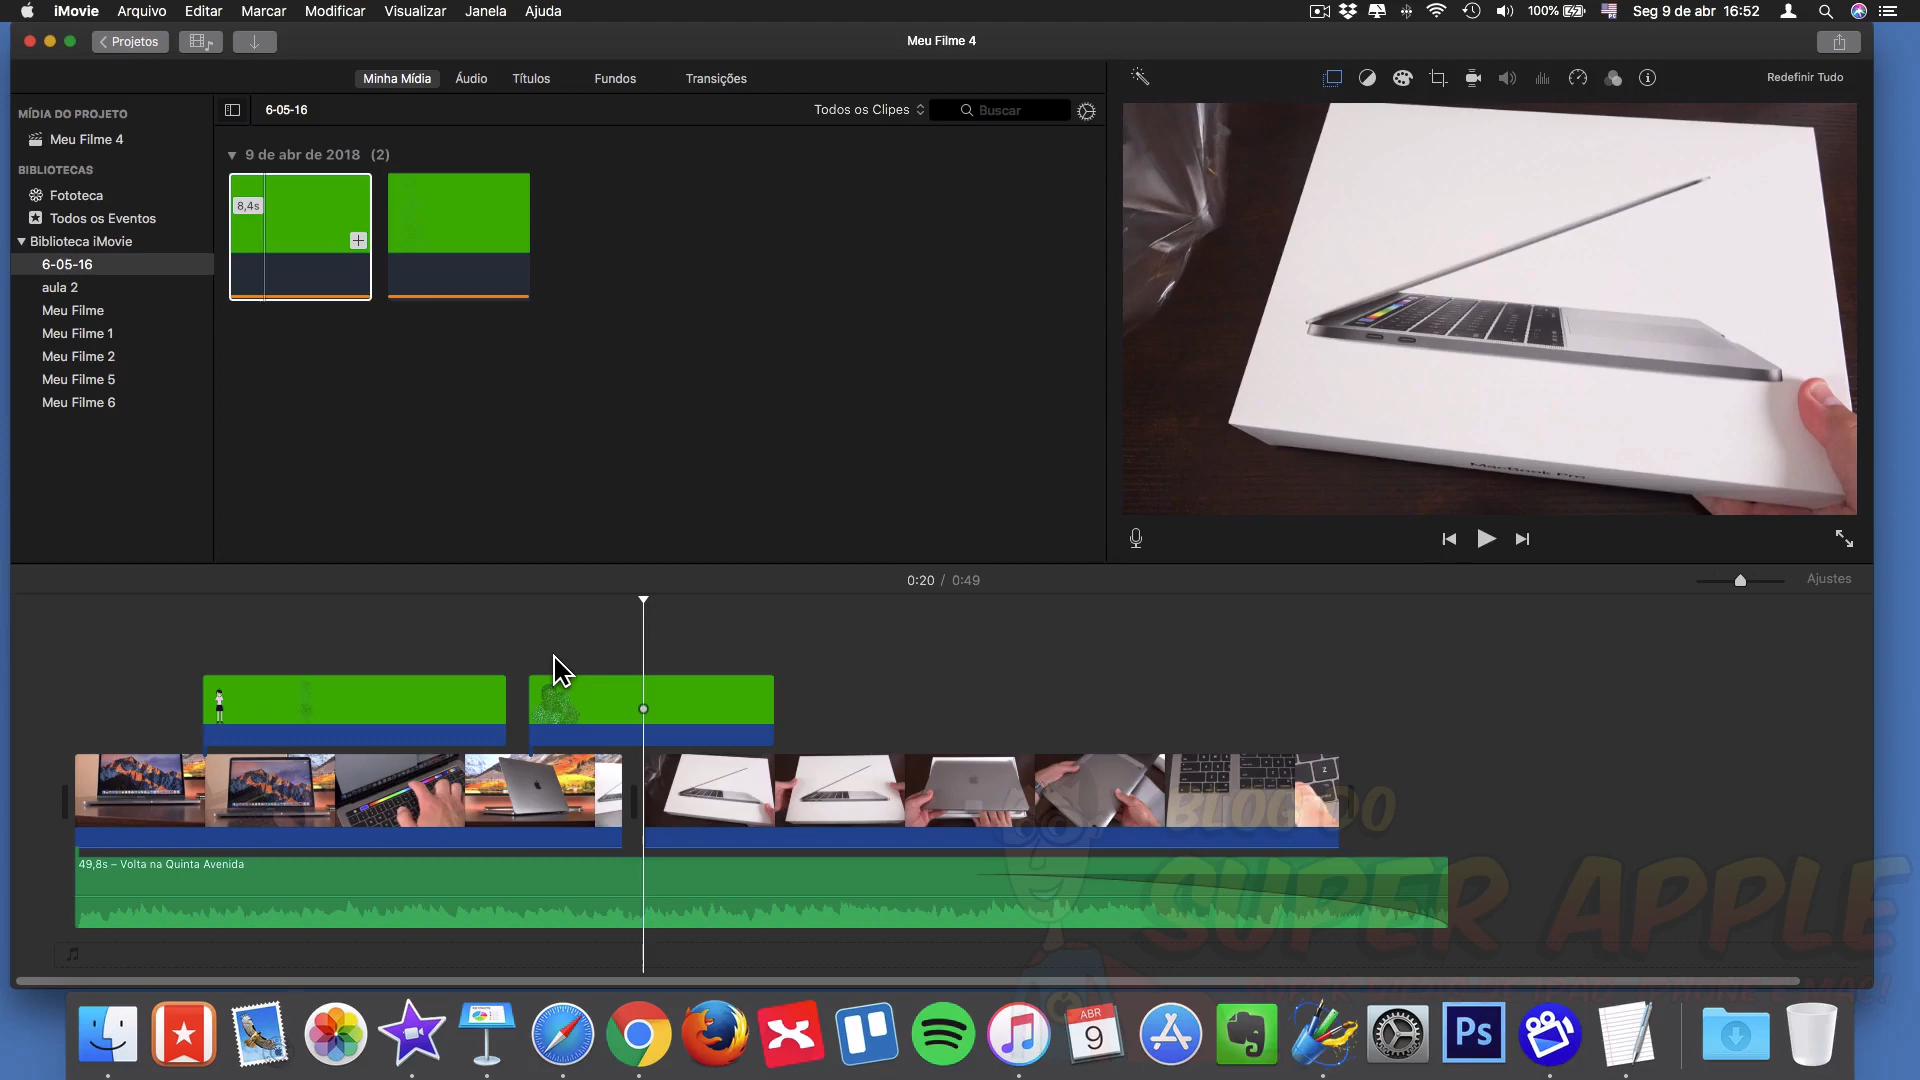 iMovie Arquivo Editar Marcar Modificar Visualizar Janela Ajuda 100% Seg 9 de abr 16:52
Projetos Meu Filme 4
Minha Mídia Áudio Títulos Fundos Transições Redefinir Tudo
MÍDIA DO PROJETO 6-05-16 Todos os Clipes Buscar
Meu Filme 4
9 de abr de 2018 (2)
BIBLIOTECAS
Fototeca
8,4s
Todos os Eventos
Biblioteca iMovie
6-05-16
aula 2
Meu Filme
Meu Filme 1
Meu Filme 2
Meu Filme 5
Meu Filme 6
MacBook Pro
0:20 / 0:49 Ajustes
49,8s – Volta na Quinta Avenida
BLOG DO
SUPER APPLE
ABR
9
Ps